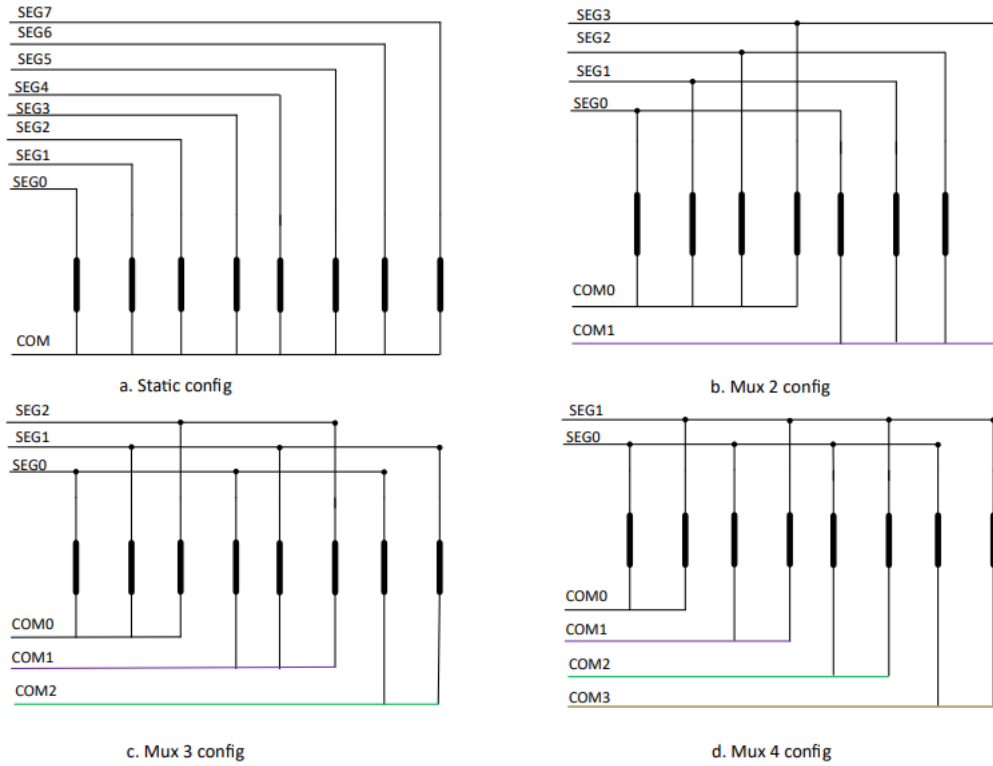 SEG7
SEG6
SEG5
SEG4
SEG3
SEG2
SEG1
SEG0
COM
a. Static config
SEG3
SEG2
SEG1
SEG0
COM0
COM1
b. Mux 2 config
SEG2
SEG1
SEG0
COM0
COM1
COM2
c. Mux 3 config
SEG1
SEG0
COM0
COM1
COM2
COM3
d. Mux 4 config